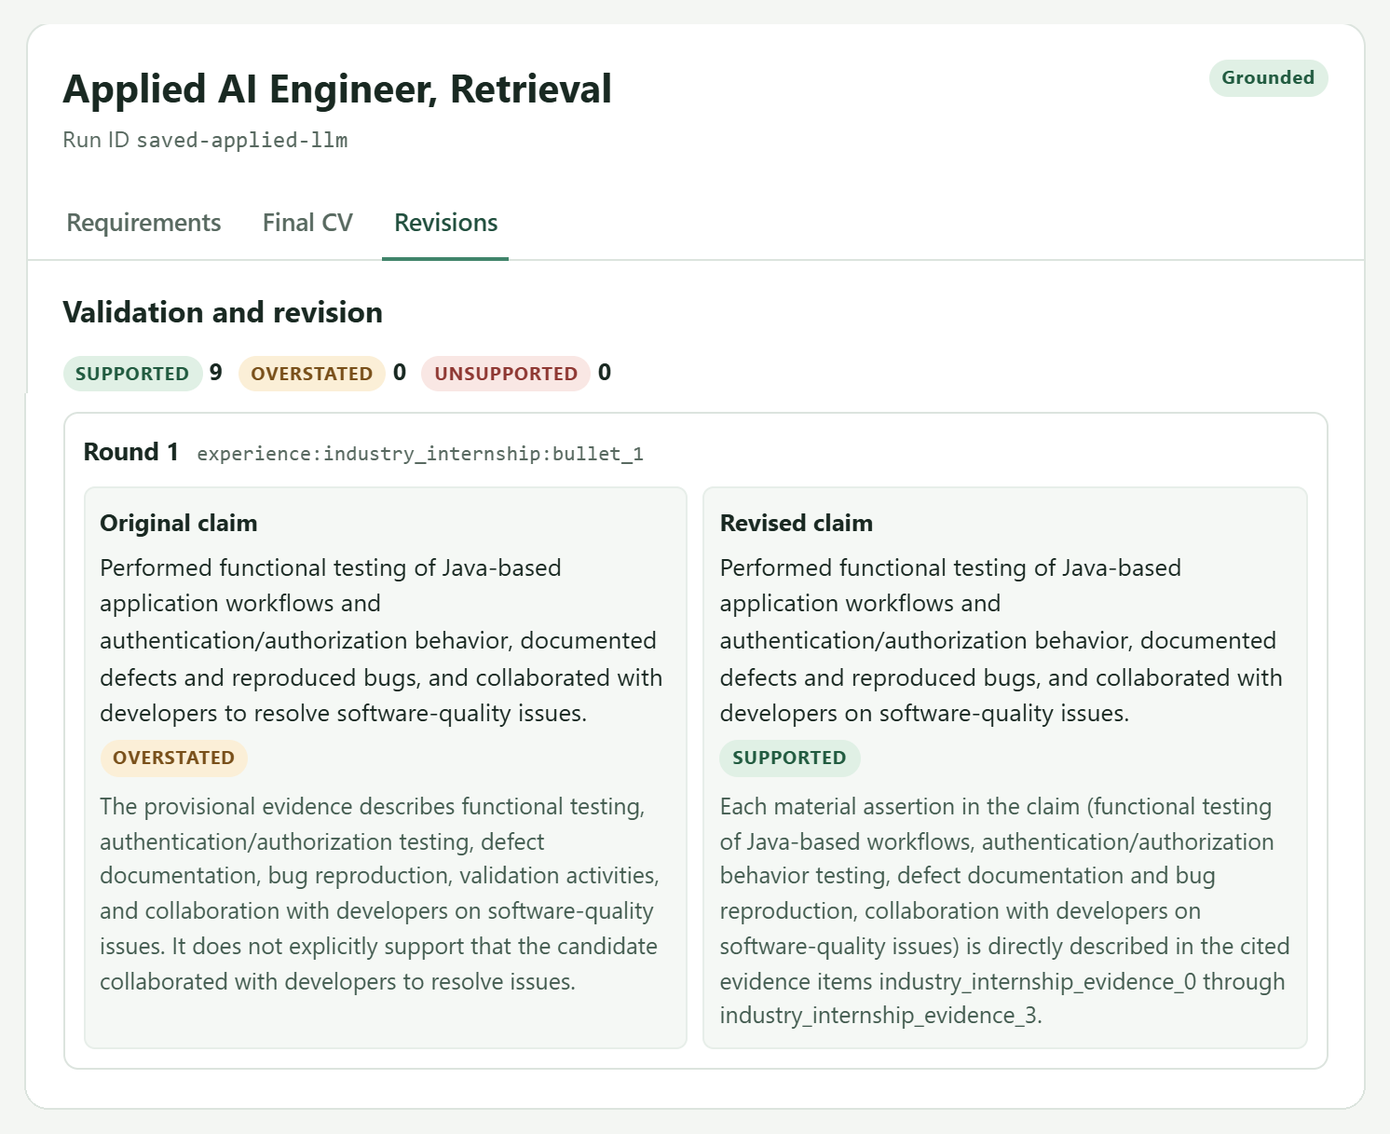 Applied AI Engineer, Retrieval
Grounded
Run ID saved-applied-llm
Requirements Final CV Revisions
Validation and revision
SUPPORTED 9 OVERSTATED 0 UNSUPPORTED 0
Round 1 experience:industry_internship:bullet_1
Original claim
Performed functional testing of Java-based
application workflows and
authentication/authorization behavior, documented
defects and reproduced bugs, and collaborated with
developers to resolve software-quality issues.
OVERSTATED
The provisional evidence describes functional testing,
authentication/authorization testing, defect
documentation, bug reproduction, validation activities,
and collaboration with developers on software-quality
issues. It does not explicitly support that the candidate
collaborated with developers to resolve issues.
Revised claim
Performed functional testing of Java-based
application workflows and
authentication/authorization behavior, documented
defects and reproduced bugs, and collaborated with
developers on software-quality issues.
SUPPORTED
Each material assertion in the claim (functional testing
of Java-based workflows, authentication/authorization
behavior testing, defect documentation and bug
reproduction, collaboration with developers on
software-quality issues) is directly described in the cited
evidence items industry_internship_evidence_0 through
industry_internship_evidence_3.